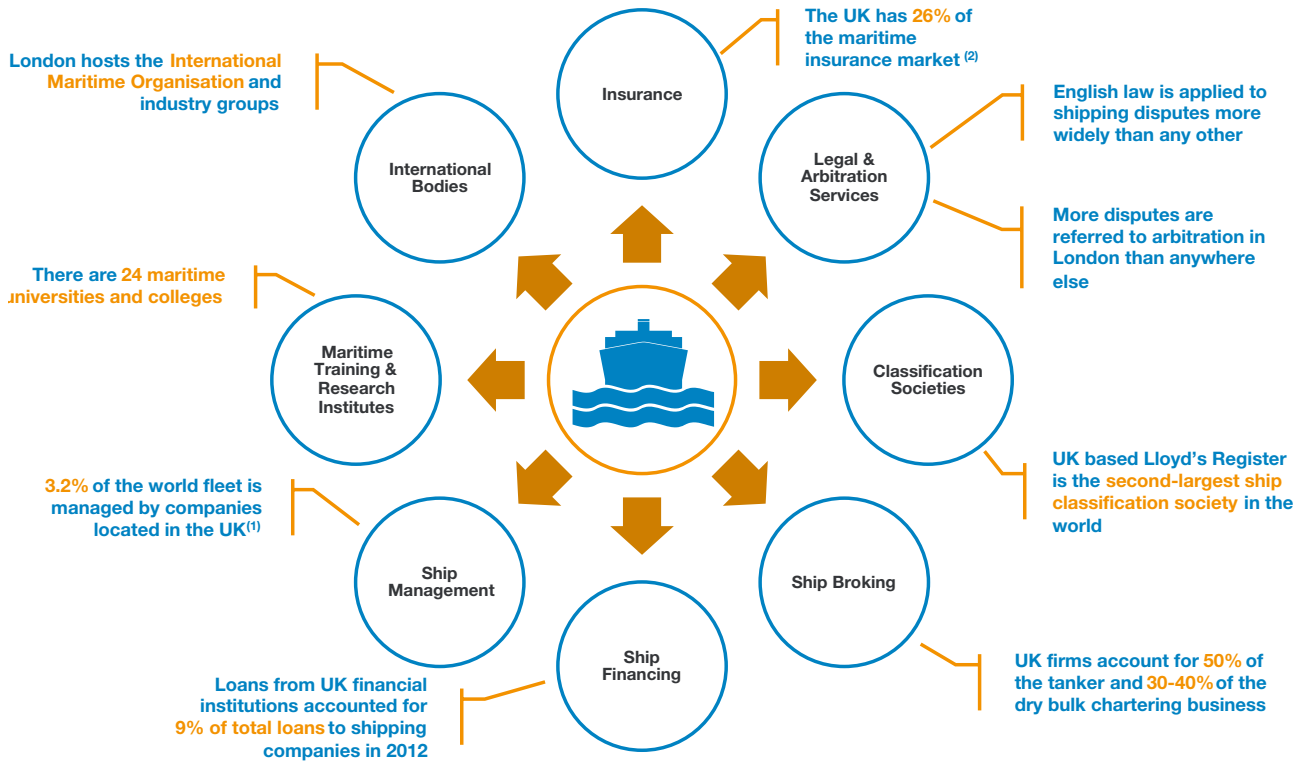 The UK has 26% of
the maritime
insurance market (2)
London hosts the International
Maritime Organisation and
industry groups
Insurance
English law is applied to
shipping disputes more
widely than any other
International
Bodies
Legal &
Arbitration
Services
More disputes are
referred to arbitration in
London than anywhere
else
There are 24 maritime
universities and colleges
Maritime
Training &
Research
Institutes
Classification
Societies
UK based Lloyd's Register
is the second-largest ship
classification society in the
world
3.2% of the world fleet is
managed by companies
located in the UK(1)
Ship
Management
Ship Broking
Ship
Financing
UK firms account for 50% of
the tanker and 30-40% of the
dry bulk chartering business
Loans from UK financial
institutions accounted for
9% of total loans to shipping
companies in 2012